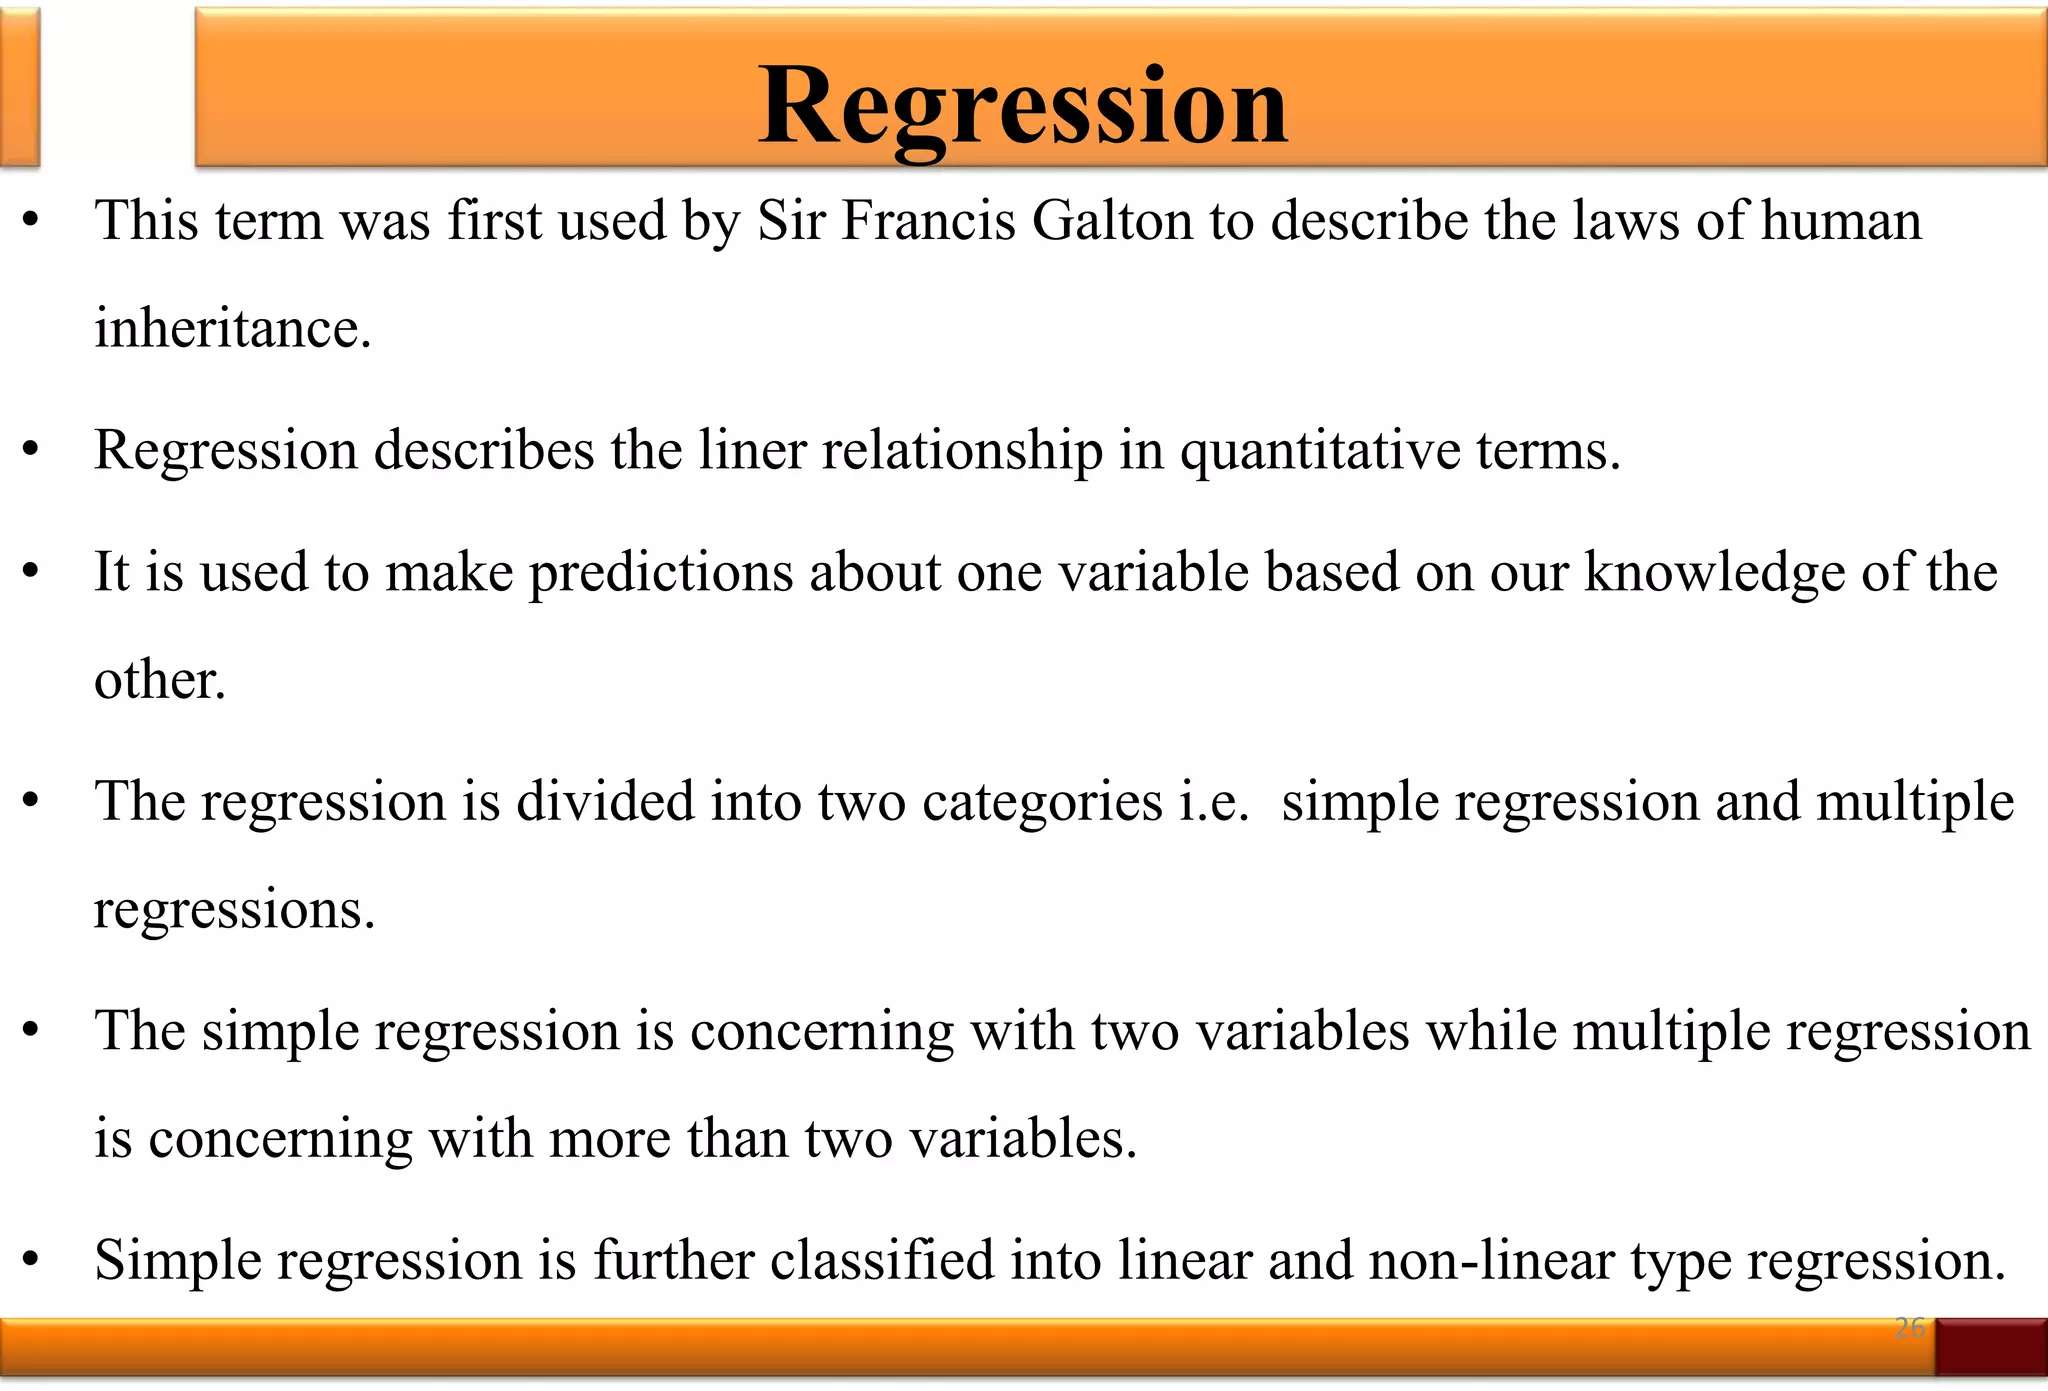 Regression
• This term was first used by Sir Francis Galton to describe the laws of human
inheritance.
• Regression describes the liner relationship in quantitative terms.
• It is used to make predictions about one variable based on our knowledge of the
other.
• The regression is divided into two categories i.e.  simple regression and multiple
regressions.
• The simple regression is concerning with two variables while multiple regression
is concerning with more than two variables.
• Simple regression is further classified into linear and non-linear type regression.
26